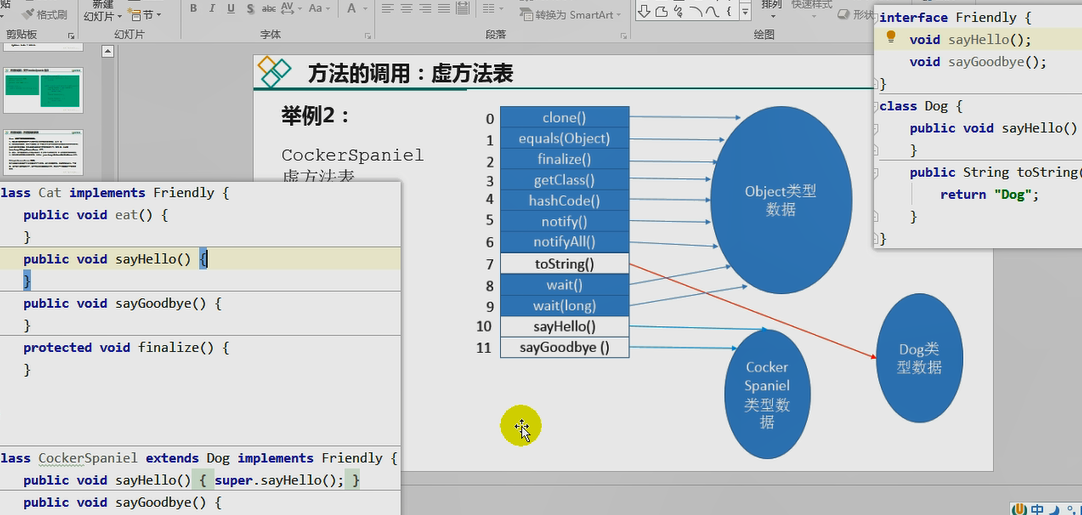 贴
格式刷
剪贴板
新建
幻灯片
节
幻灯片
B I U S abc AV Aa A
字体
段落
转换为 SmartArt
排列
快速样式
绘图
形
方法的调用：虚方法表
举例2：
CockerSpaniel
虚方法表
0 clone()
1 equals(Object)
2 finalize()
3 getClass()
4 hashCode()
5 notify()
6 notifyAll()
7 toString()
8 wait()
9 wait(long)
10 sayHello()
11 sayGoodbye ()
Object类型
数据
Dog类
型数据
Cocker
Spaniel
类型数
据
interface Friendly {
void sayHello();
void sayGoodbye();
}
class Dog {
public void sayHello()
}
public String toString(
return "Dog";
}
}
lass Cat implements Friendly {
public void eat() {
}
public void sayHello() {
}
public void sayGoodbye() {
}
protected void finalize() {
}
lass CockerSpaniel extends Dog implements Friendly {
public void sayHello() { super.sayHello(); }
public void sayGoodbye() {
中